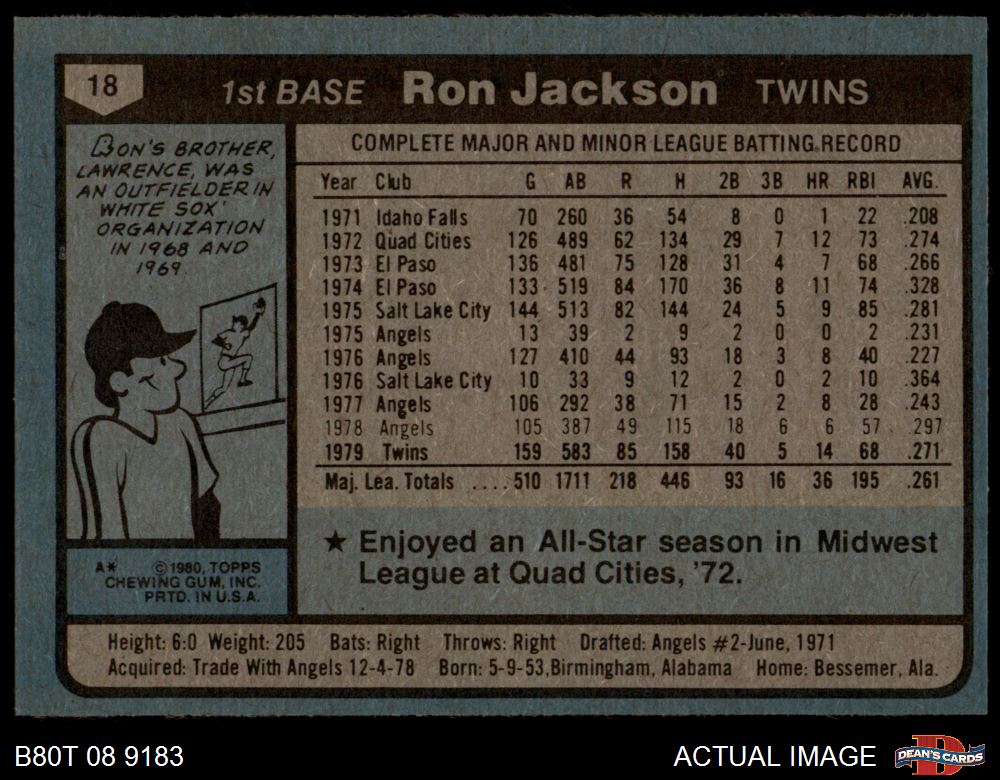 18
1st BASE Ron Jackson TWINS
RON'S BROTHER,
LAWRENCE, WAS
AN OUTFIELDER IN
WHITE SOX'
ORGANIZATION
IN 1968 AND
1969.
COMPLETE MAJOR AND MINOR LEAGUE BATTING RECORD
Year Club G AB R H 2B 3B HR RBI AVG.
1971 Idaho Falls 70 260 36 54 8 0 1 22 .208
1972 Quad Cities 126 489 62 134 29 7 12 73 .274
1973 El Paso 136 481 75 128 31 4 7 68 .266
1974 El Paso 133 519 84 170 36 8 11 74 .328
1975 Salt Lake City 144 513 82 144 24 5 9 85 .281
1975 Angels 13 39 2 9 2 0 0 2 .231
1976 Angels 127 410 44 93 18 3 8 40 .227
1976 Salt Lake City 10 33 9 12 2 0 2 10 .364
1977 Angels 106 292 38 71 15 2 8 28 .243
1978 Angels 105 387 49 115 18 6 6 57 .297
1979 Twins 159 583 85 158 40 5 14 68 .271
Maj. Lea. Totals ....510 1711 218 446 93 16 36 195 .261
★ Enjoyed an All-Star season in Midwest
League at Quad Cities, '72.
A* ©1980, TOPPS
CHEWING GUM, INC.
PRTD. IN U.S.A.
Height: 6:0 Weight: 205 Bats: Right Throws: Right Drafted: Angels #2-June, 1971
Acquired: Trade With Angels 12-4-78 Born: 5-9-53, Birmingham, Alabama Home: Bessemer, Ala.
B80T 08 9183
ACTUAL IMAGE
D
DEAN'S CARDS